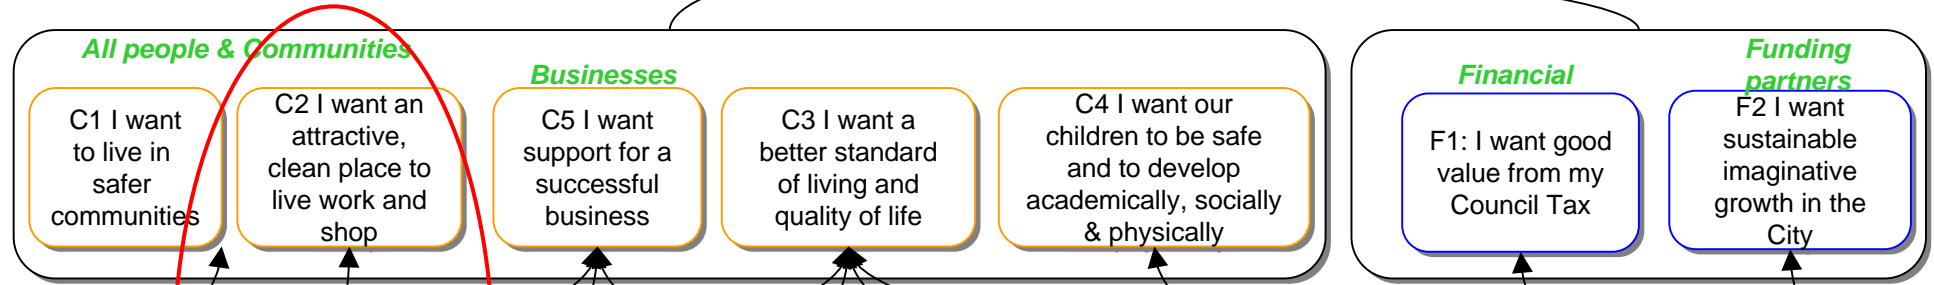 All people & Communities
Businesses
Financial
Funding
partners
C1 I want
to live in
safer
communities
C2 I want an
attractive,
clean place to
live work and
shop
C5 I want
support for a
successful
business
C3 I want a
better standard
of living and
quality of life
C4 I want our
children to be safe
and to develop
academically, socially
& physically
F1: I want good
value from my
Council Tax
F2 I want
sustainable
imaginative
growth in the
City